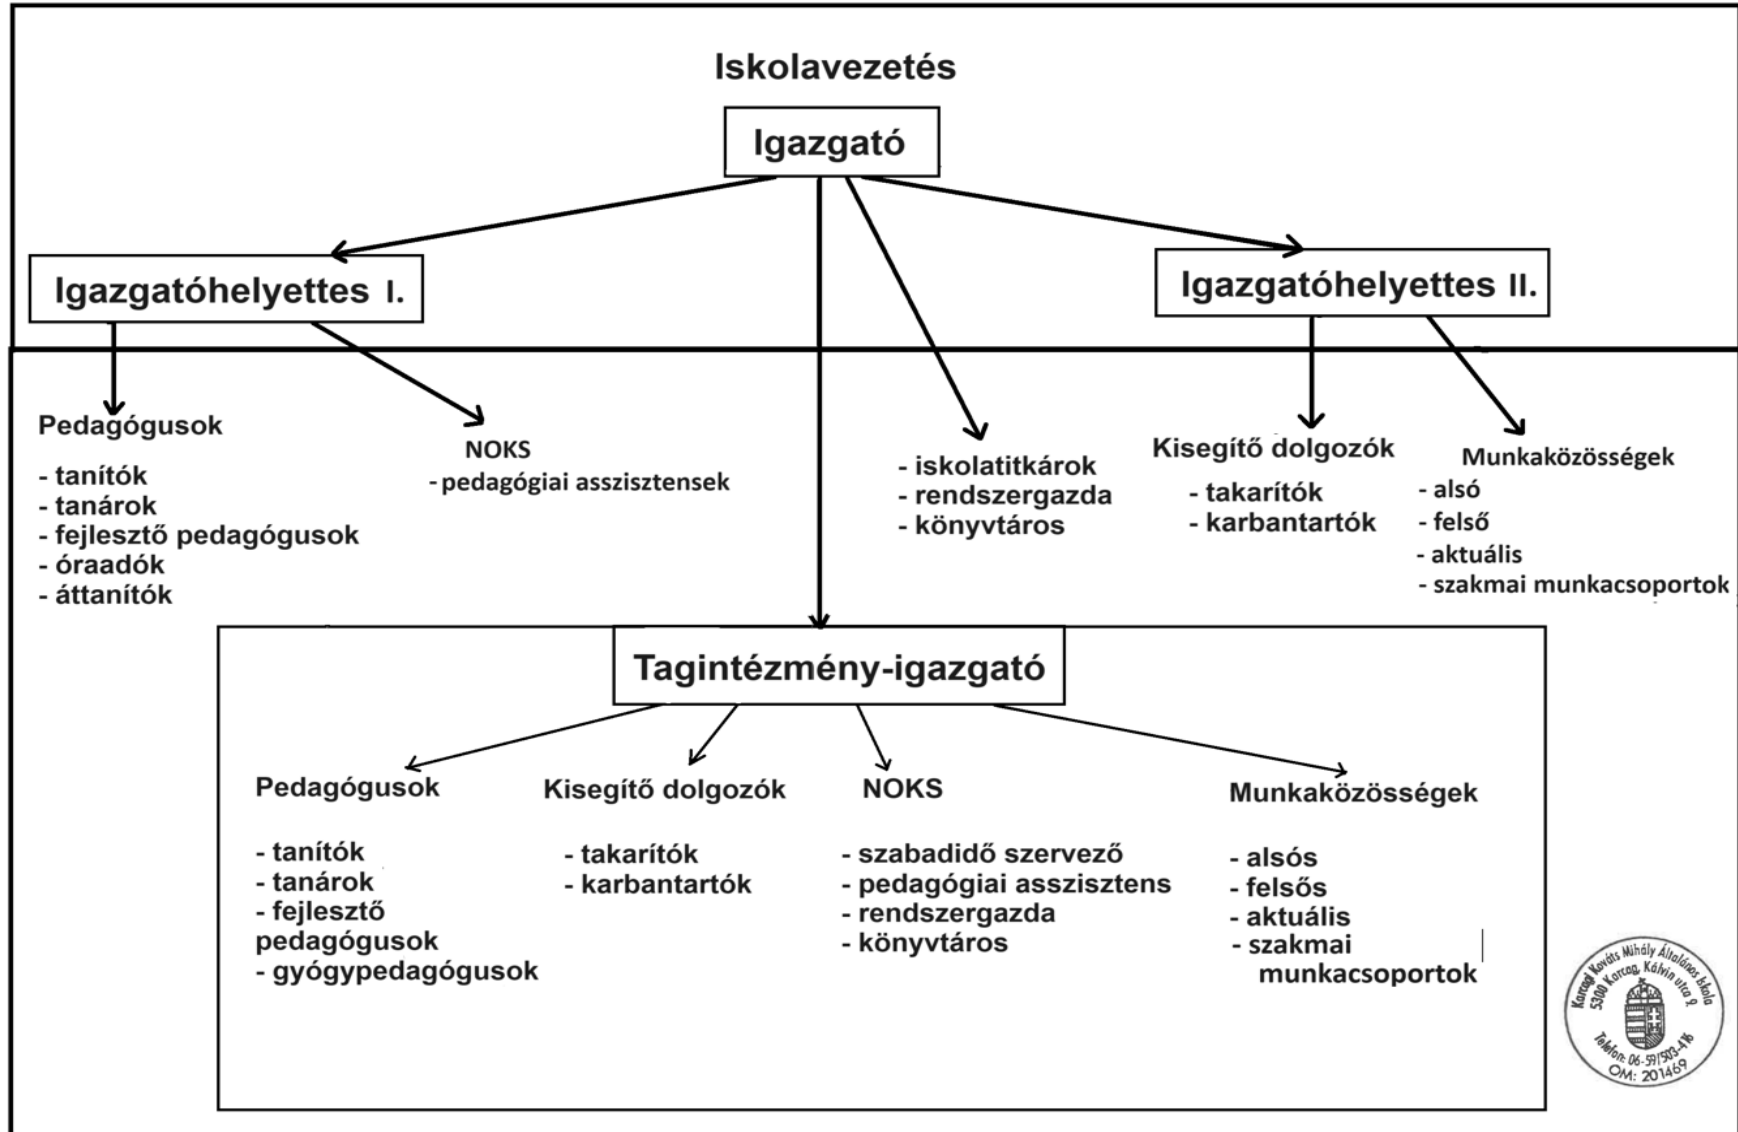 Iskolavezetés
Igazgató
Igazgatóhelyettes I.
Igazgatóhelyettes II.
Pedagógusok
- tanítók
- tanárok
- fejlesztő pedagógusok
- óraadók
- áttanítók
NOKS
- pedagógiai asszisztensek
- iskolatitkárok
- rendszergazda
- könyvtáros
Kisegítő dolgozók
- takarítók
- karbantartók
Munkaközösségek
- alsó
- felső
- aktuális
- szakmai munkacsoportok
Tagintézmény-igazgató
Pedagógusok
- tanítók
- tanárok
- fejlesztő
pedagógusok
- gyógypedagógusok
Kisegítő dolgozók
- takarítók
- karbantartók
NOKS
- szabadidő szervező
- pedagógiai asszisztens
- rendszergazda
- könyvtáros
Munkaközösségek
- alsós
- felsős
- aktuális
- szakmai
munkacsoportok
Karcagi Kováts Mihály Általános Iskola
5300 Karcag, Kálvin utca 9.
Telefon: 06-59/503-416
OM: 201469